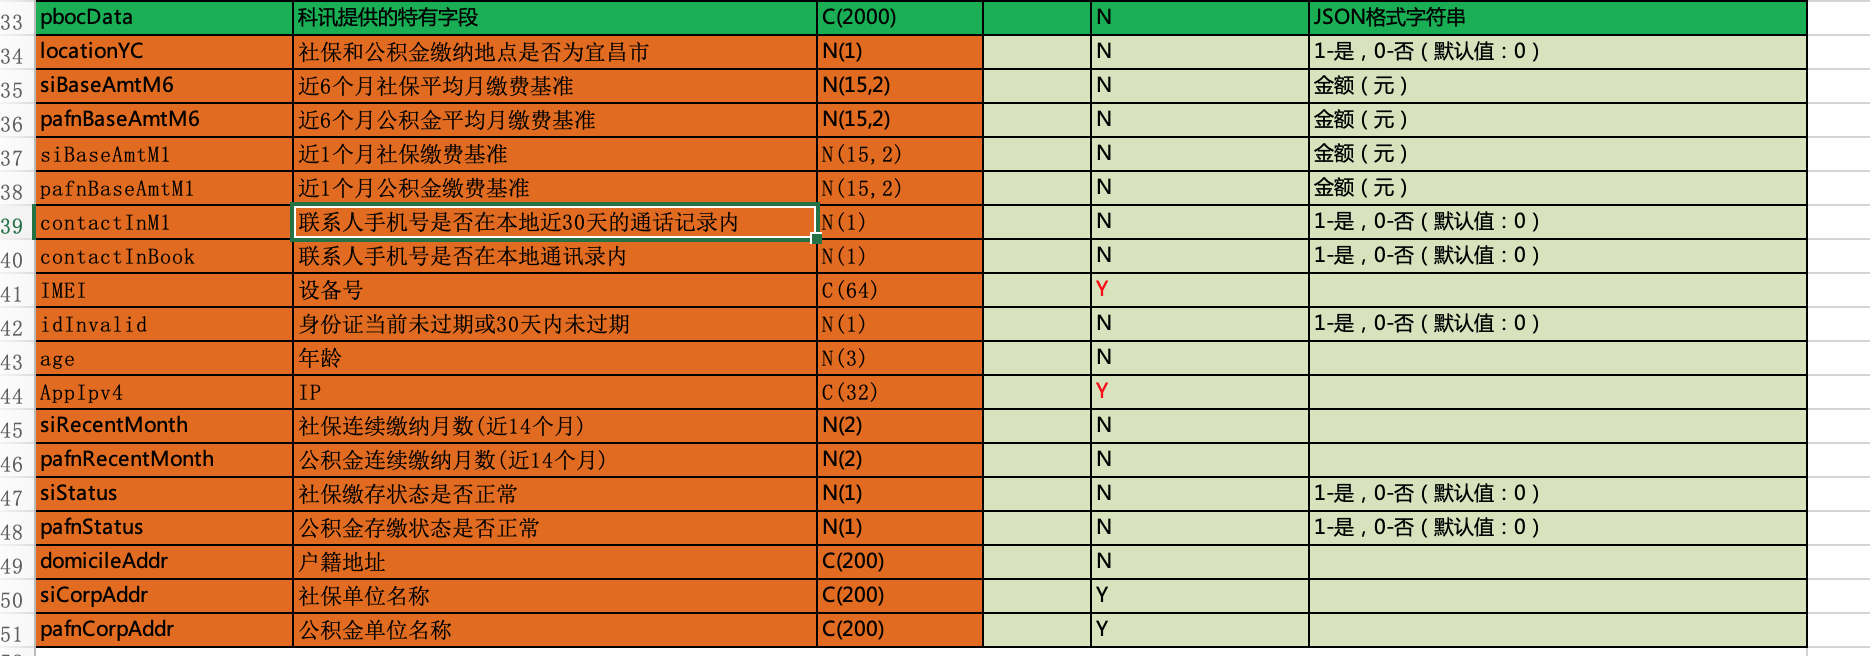 33 pbocData 科讯提供的特有字段 C(2000) N JSON格式字符串
34 locationYC 社保和公积金缴纳地点是否为宜昌市 N(1) N 1-是，0-否（默认值：0）
35 siBaseAmtM6 近6个月社保平均月缴费基准 N(15,2) N 金额（元）
36 pafnBaseAmtM6 近6个月公积金平均月缴费基准 N(15,2) N 金额（元）
37 siBaseAmtM1 近1个月社保缴费基准 N(15,2) N 金额（元）
38 pafnBaseAmtM1 近1个月公积金缴费基准 N(15,2) N 金额（元）
39 contactInM1 联系人手机号是否在本地近30天的通话记录内 N(1) N 1-是，0-否（默认值：0）
40 contactInBook 联系人手机号是否在本地通讯录内 N(1) N 1-是，0-否（默认值：0）
41 IMEI 设备号 C(64) Y
42 idInvalid 身份证当前未过期或30天内未过期 N(1) N 1-是，0-否（默认值：0）
43 age 年龄 N(3) N
44 AppIpv4 IP C(32) Y
45 siRecentMonth 社保连续缴纳月数(近14个月) N(2) N
46 pafnRecentMonth 公积金连续缴纳月数(近14个月) N(2) N
47 siStatus 社保缴存状态是否正常 N(1) N 1-是，0-否（默认值：0）
48 pafnStatus 公积金存缴状态是否正常 N(1) N 1-是，0-否（默认值：0）
49 domicileAddr 户籍地址 C(200) N
50 siCorpAddr 社保单位名称 C(200) Y
51 pafnCorpAddr 公积金单位名称 C(200) Y